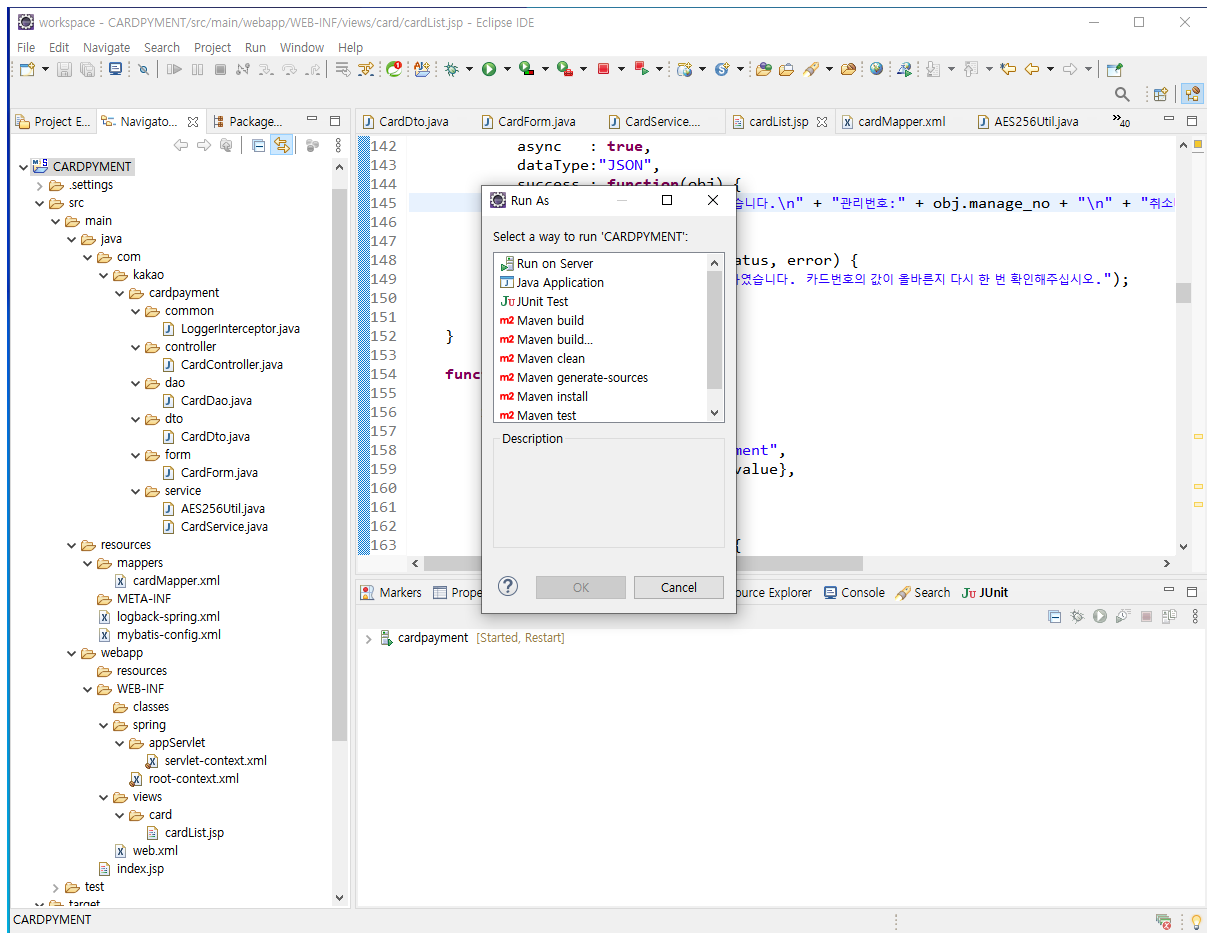 workspace - CARDPYMENT/src/main/webapp/WEB-INF/views/card/cardList.jsp - Eclipse IDE
File Edit Navigate Search Project Run Window Help
Project E... Navigato... Package...
CARDPYMENT
.settings
src
main
java
com
kakao
cardpayment
common
LoggerInterceptor.java
controller
CardController.java
dao
CardDao.java
dto
CardDto.java
form
CardForm.java
service
AES256Util.java
CardService.java
resources
mappers
cardMapper.xml
META-INF
logback-spring.xml
mybatis-config.xml
webapp
resources
WEB-INF
classes
spring
appServlet
servlet-context.xml
root-context.xml
views
card
cardList.jsp
web.xml
index.jsp
test
target
CardDto.java CardForm.java CardService.... cardList.jsp cardMapper.xml AES256Util.java »40
142 async : true,
143 dataType:"JSON",
144 success : function(obj) {
145 습니다.\n" + "관리번호:" + obj.manage_no + "\n" + "취소
146
147
148 atus, error) {
149 였습니다. 카드번호의 값이 올바른지 다시 한 번 확인해주십시오.");
150
151
152 }
153
154 func
155
156
157
158 ment",
159 value},
160
161
162
163 {
Run As
Select a way to run 'CARDPYMENT':
Run on Server
Java Application
JUnit Test
Maven build
Maven build...
Maven clean
Maven generate-sources
Maven install
Maven test
Description
OK Cancel
Markers Prope ource Explorer Console Search JUnit
cardpayment [Started, Restart]
CARDPYMENT